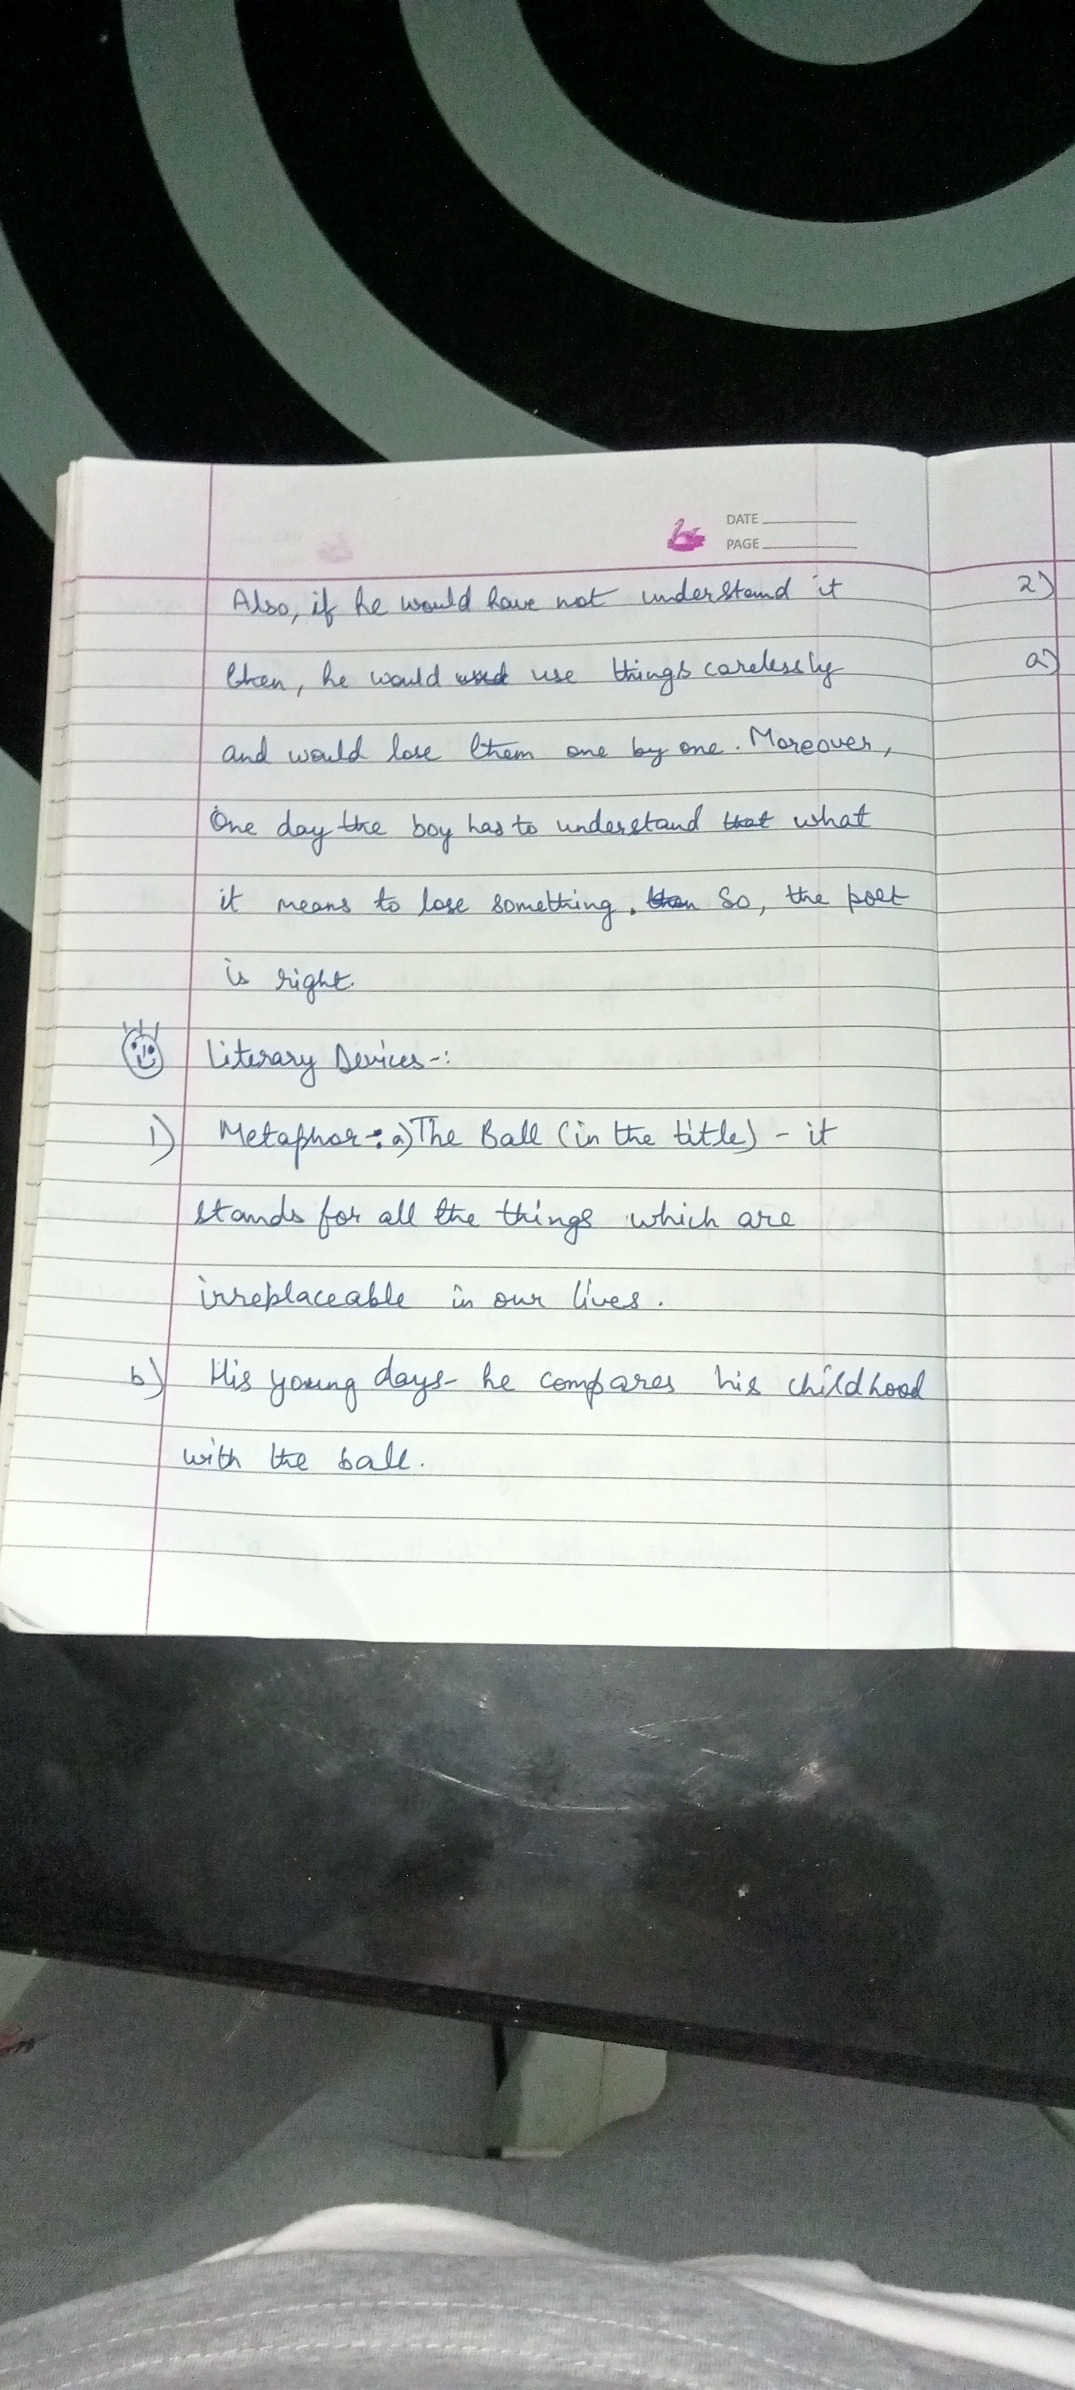 DATE
PAGE
Also, if he would have not understand it
then, he would used use things carelessly
and would lose them one by one. Moreover,
One day the boy has to understand that what
it means to lose something. then So, the poet
is right.
Literary Devices-:
1) Metaphor-: a) The Ball (in the title) - it
stands for all the things which are
irreplaceable in our lives.
b) His young days- he compares his childhood
with the ball.
2)
a)